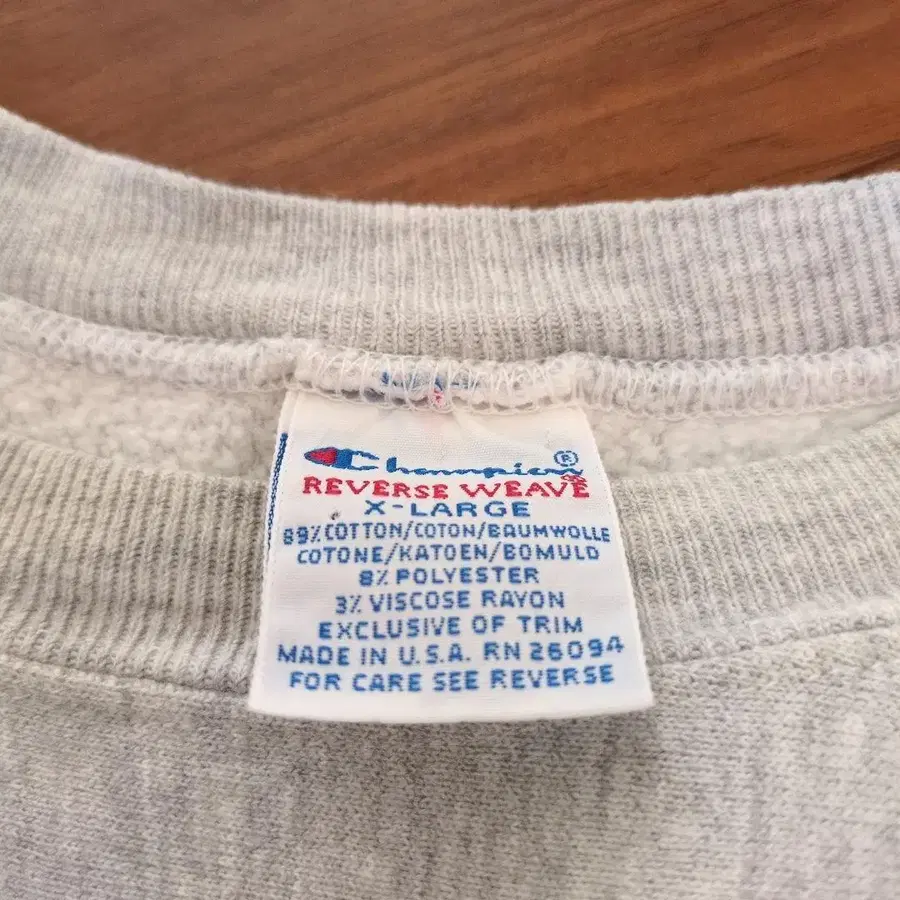 Champion®
REVERSE WEAVE®
X-LARGE
89% COTTON/COTON/BAUMWOLLE
COTONE/KATOEN/BOMULD
8% POLYESTER
3% VISCOSE RAYON
EXCLUSIVE OF TRIM
MADE IN U.S.A. RN 26094
FOR CARE SEE REVERSE